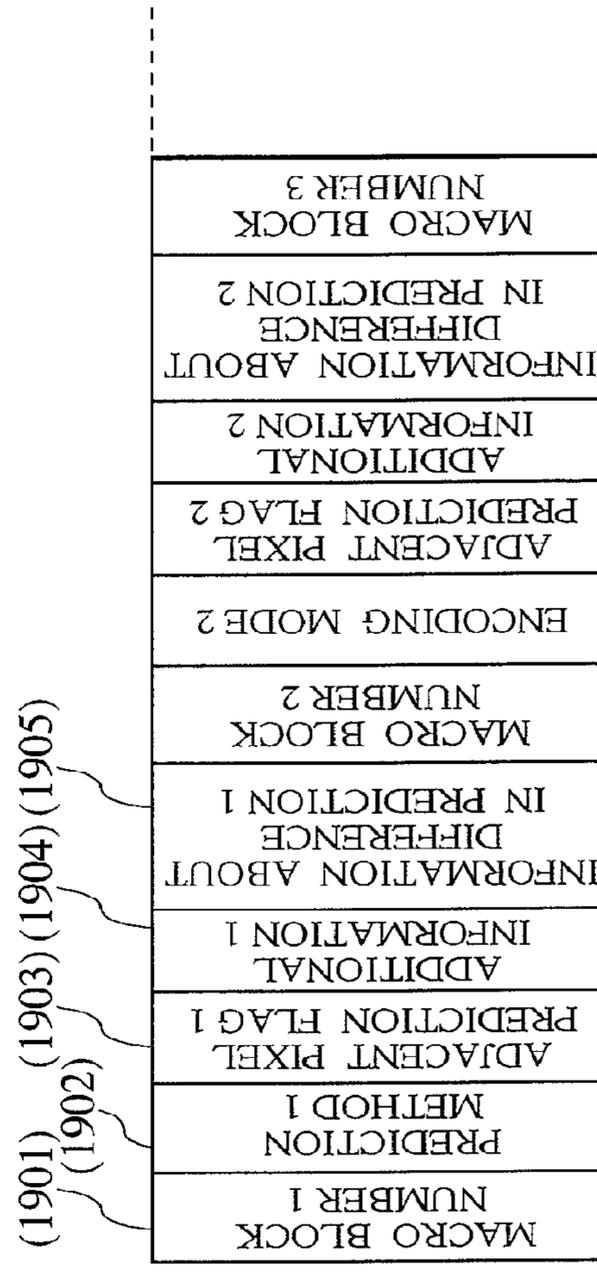 (1901)
(1902)
(1903)
(1904)
(1905)
MACRO BLOCK
NUMBER 1
PREDICTION
METHOD 1
ADJACENT PIXEL
PREDICTION FLAG 1
ADDITIONAL
INFORMATION 1
INFORMATION ABOUT
DIFFERENCE
IN PREDICTION 1
MACRO BLOCK
NUMBER 2
ENCODING MODE 2
ADJACENT PIXEL
PREDICTION FLAG 2
ADDITIONAL
INFORMATION 2
INFORMATION ABOUT
DIFFERENCE
IN PREDICTION 2
MACRO BLOCK
NUMBER 3